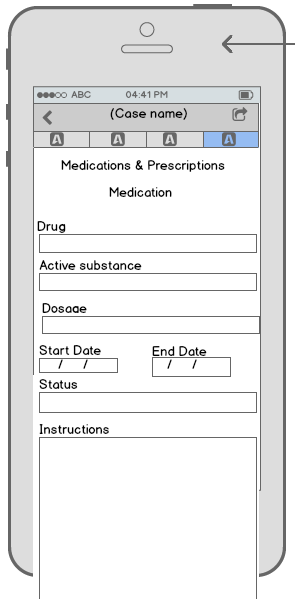 ABC 04:41 PM
(Case name)
A A A A
Medications & Prescriptions
Medication
Drug
Active substance
Dosage
Start Date End Date
/ / / /
Status
Instructions